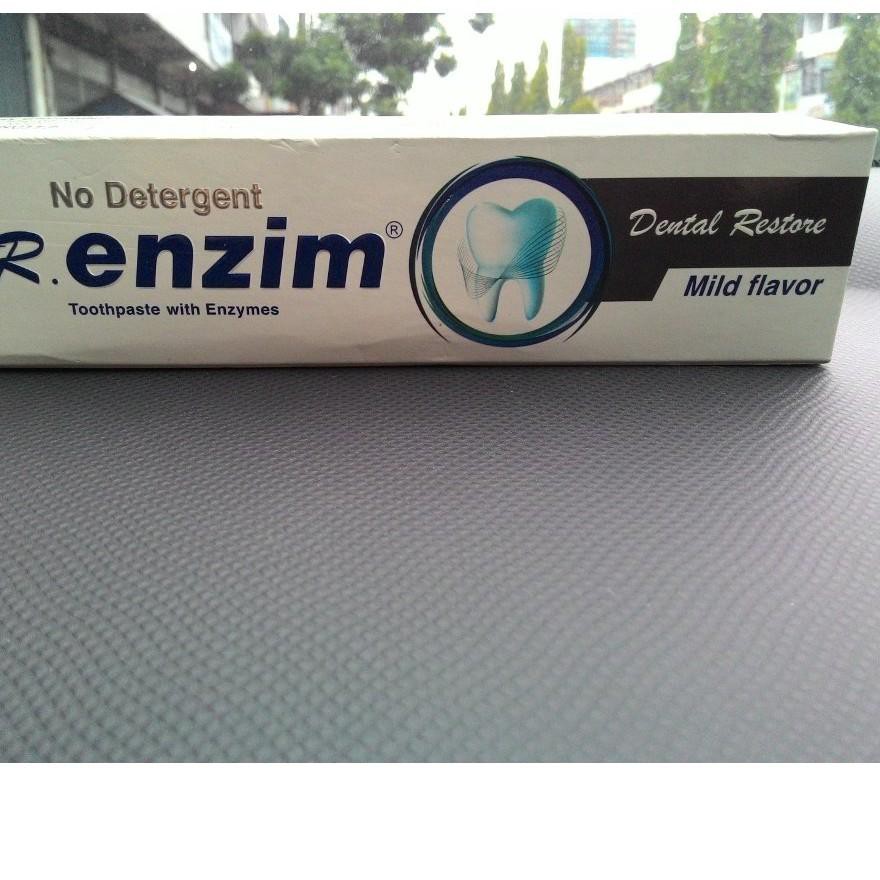 No Detergent
R.enzim®
Toothpaste with Enzymes
Dental Restore
Mild flavor